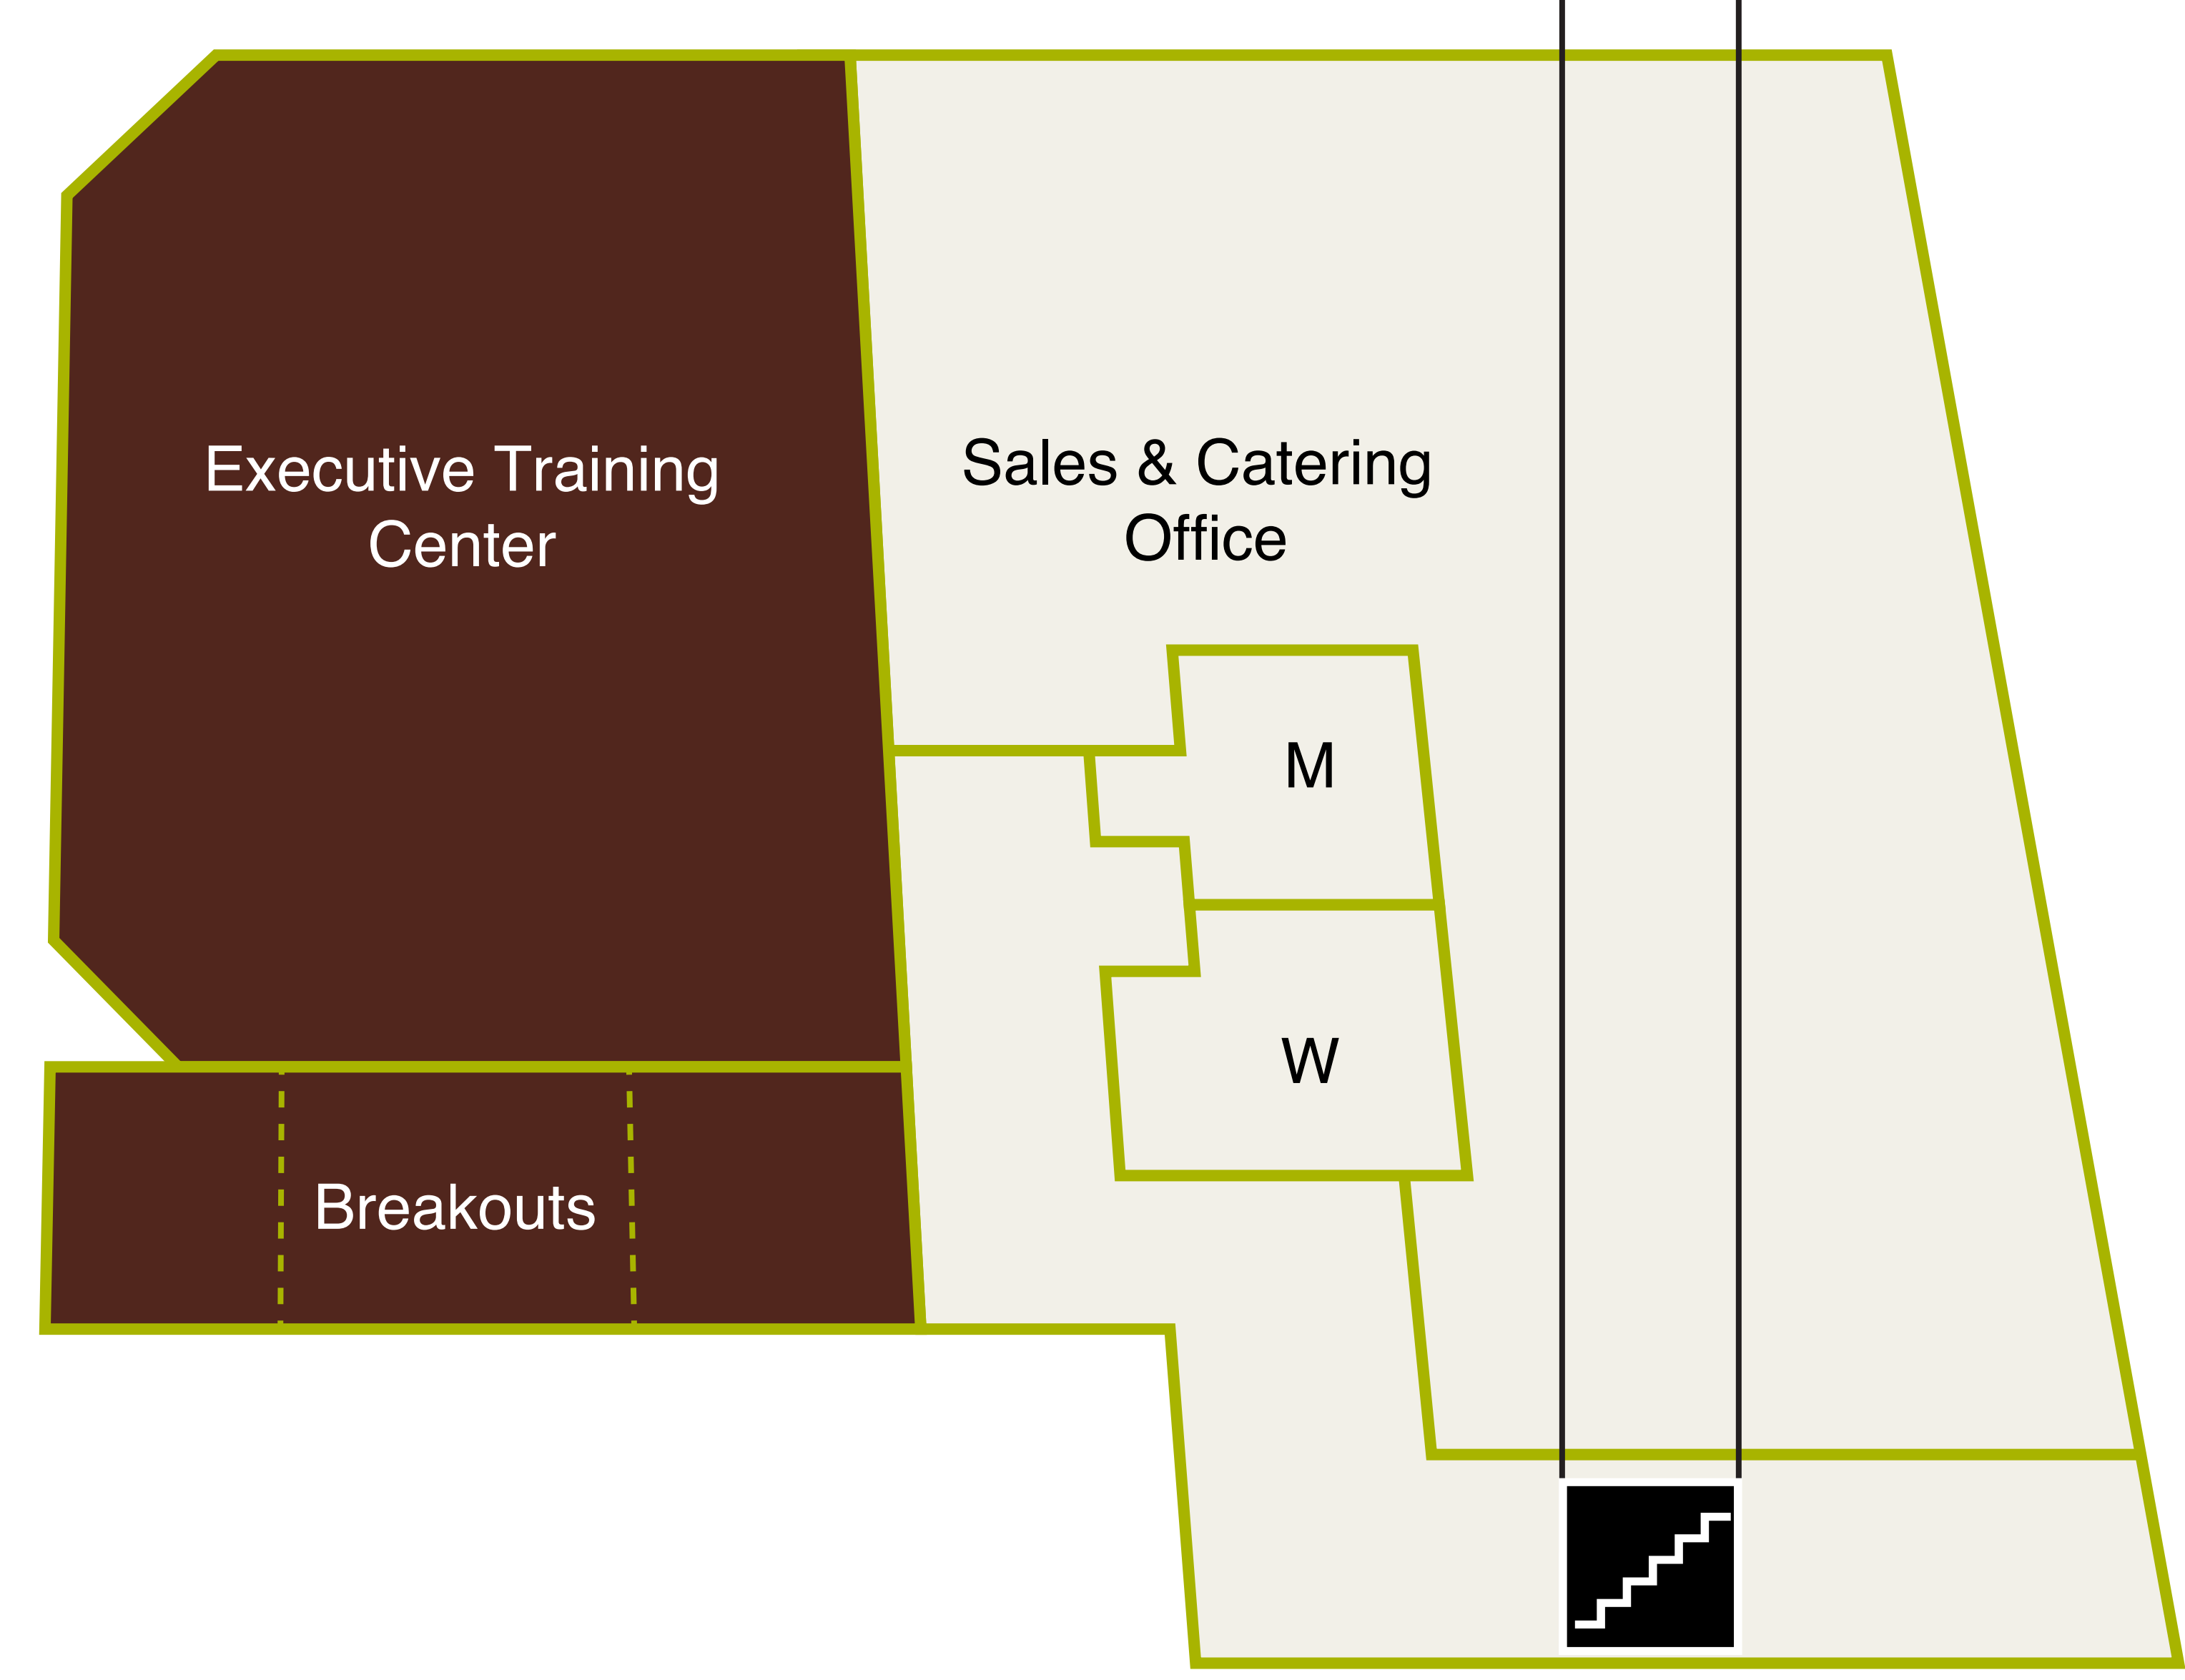 Executive Training
Center
Sales & Catering
Office
M
W
Breakouts